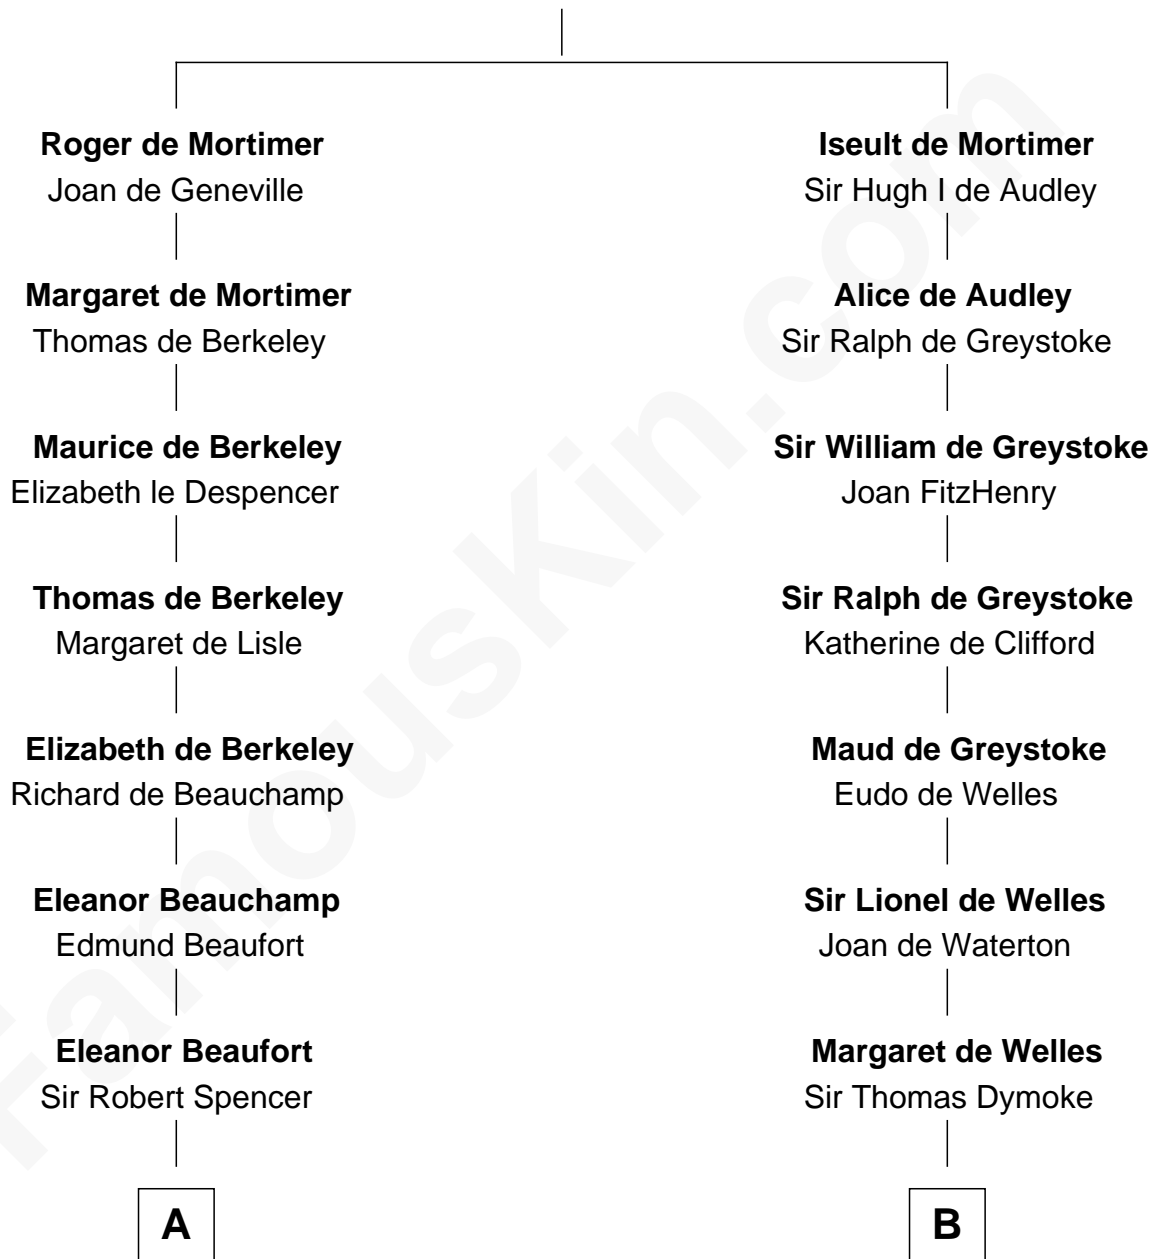 Roger de Mortimer
Joan de Geneville
Margaret de Mortimer
Thomas de Berkeley
Maurice de Berkeley
Elizabeth le Despencer
Thomas de Berkeley
Margaret de Lisle
Elizabeth de Berkeley
Richard de Beauchamp
Eleanor Beauchamp
Edmund Beaufort
Eleanor Beaufort
Sir Robert Spencer
A
Iseult de Mortimer
Sir Hugh I de Audley
Alice de Audley
Sir Ralph de Greystoke
Sir William de Greystoke
Joan FitzHenry
Sir Ralph de Greystoke
Katherine de Clifford
Maud de Greystoke
Eudo de Welles
Sir Lionel de Welles
Joan de Waterton
Margaret de Welles
Sir Thomas Dymoke
B
FamousKin.com